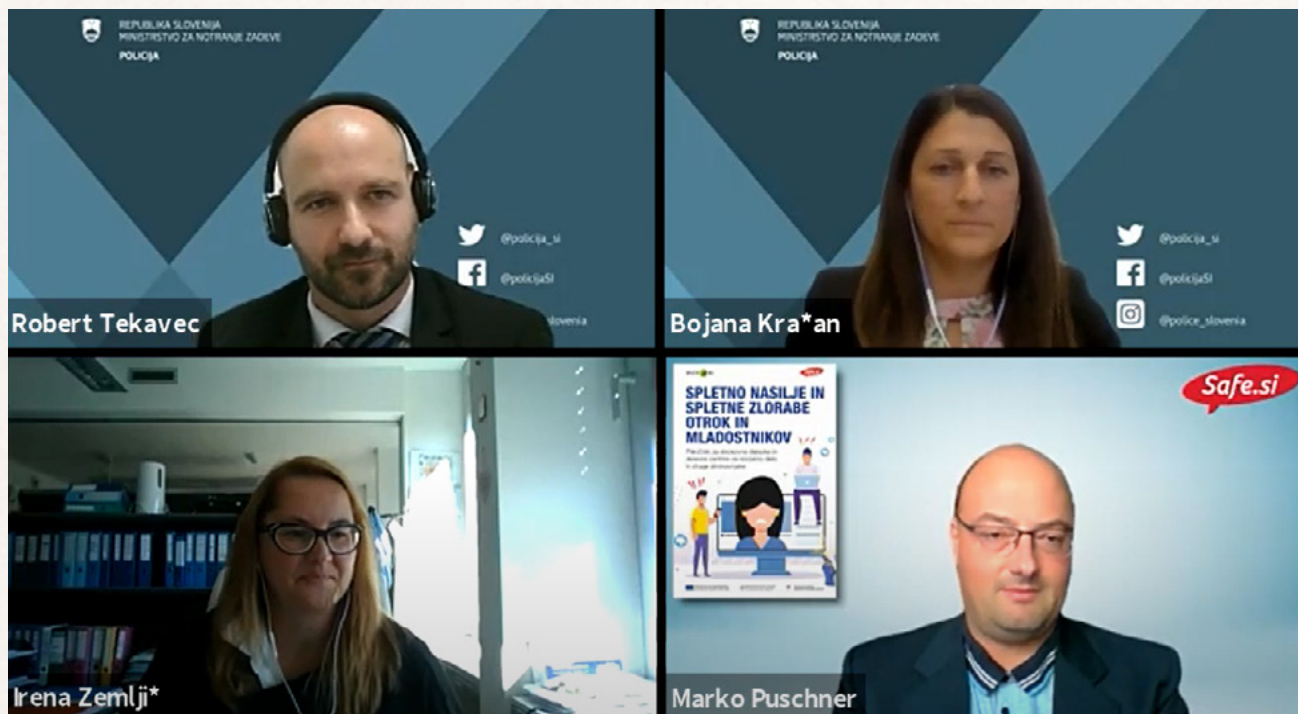 REPUBLIKA SLOVENIJA
MINISTRSTVO ZA NOTRANJE ZADEVE
POLICIJA
@policija_si
@policijaSI
slovenia
Robert Tekavec
REPUBLIKA SLOVENIJA
MINISTRSTVO ZA NOTRANJE ZADEVE
POLICIJA
@policija_si
@policijaSI
@police_slovenia
Bojana Kra*an
Irena Zemlji*
SPLETNO NASILJE IN
SPLETNE ZLORABE
OTROK IN
MLADOSTNIKOV
Safe.si
Marko Puschner